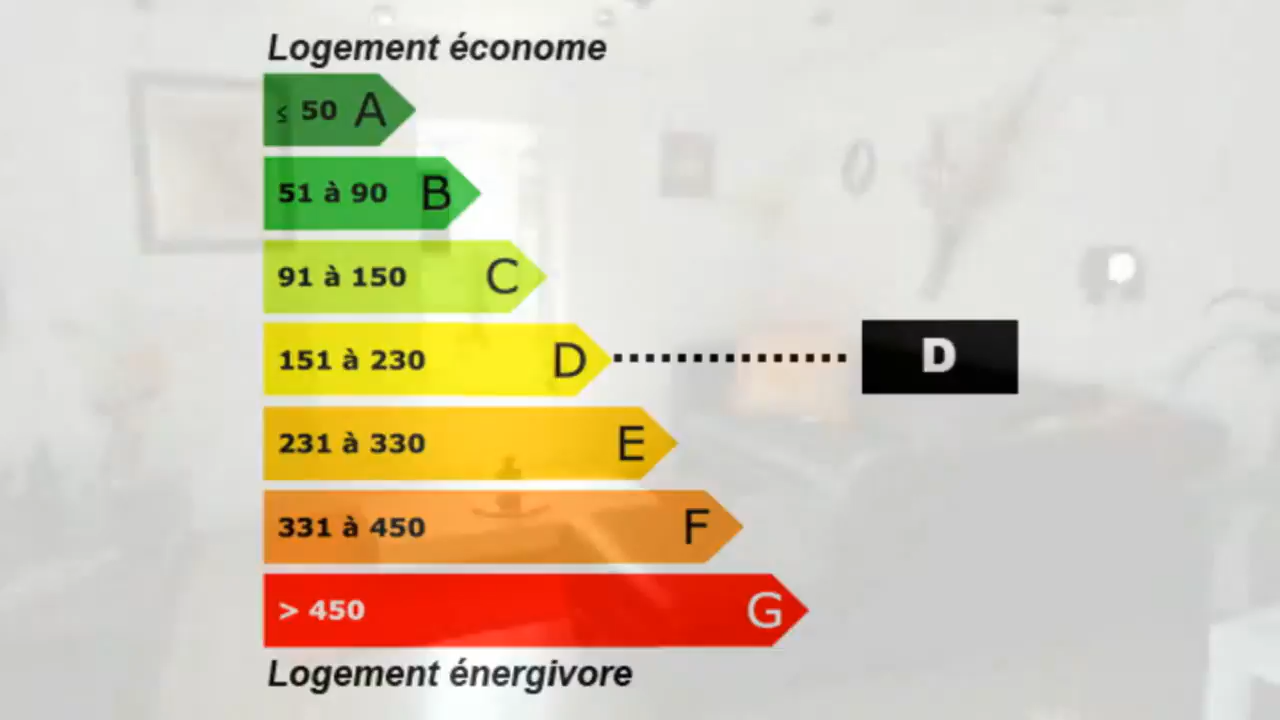 Logement économe
≤ 50 A
51 à 90 B
91 à 150 C
151 à 230 D D
231 à 330 E
331 à 450 F
> 450 G
Logement énergivore